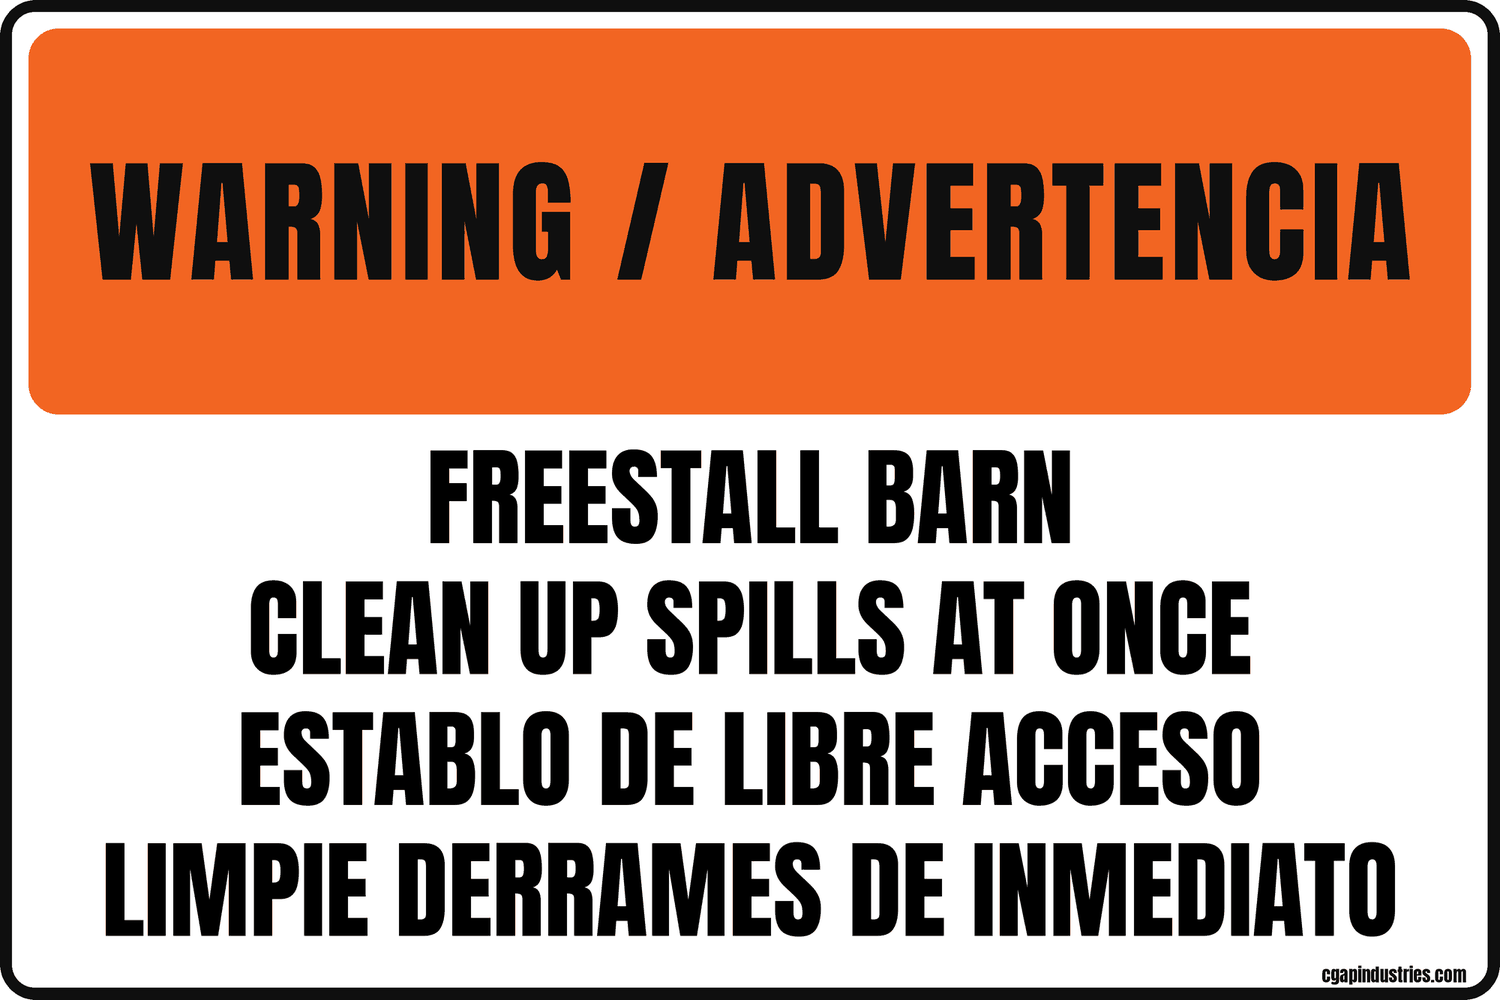 WARNING / ADVERTENCIA
FREESTALL BARN
CLEAN UP SPILLS AT ONCE
ESTABLO DE LIBRE ACCESO
LIMPIE DERRAMES DE INMEDIATO
cgapindustries.com